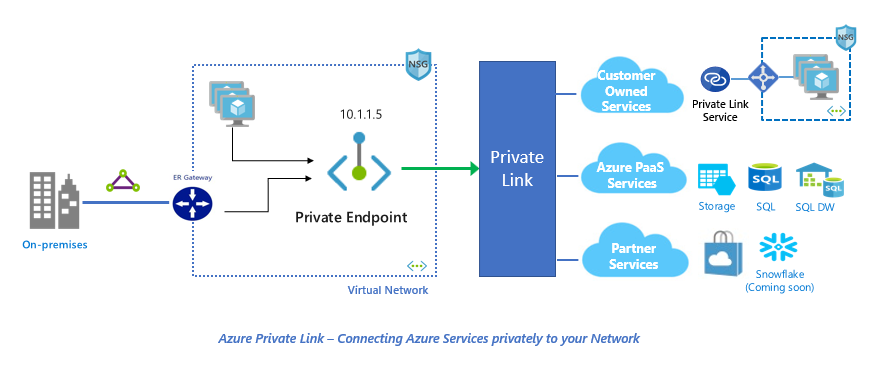 NSG
10.1.1.5
ER Gateway
Private Endpoint
On-premises
Virtual Network
Private
Link
Customer
Owned
Services
Private Link
Service
NSG
Azure PaaS
Services
SQL
SQL
Storage
SQL
SQL DW
Partner
Services
Snowflake
(Coming soon)
Azure Private Link – Connecting Azure Services privately to your Network